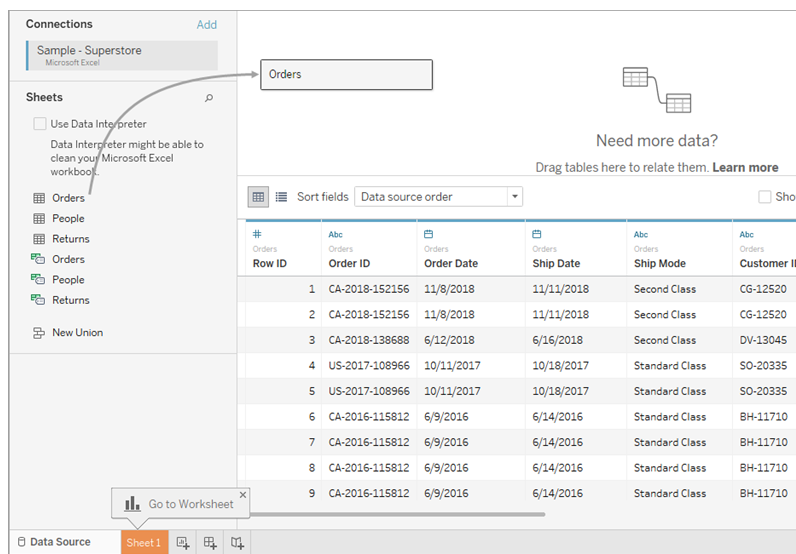 Connections Add
Sample - Superstore
Microsoft Excel
Sheets
Use Data Interpreter
Data Interpreter might be able to
clean your Microsoft Excel
workbook.
Orders
People
Returns
Orders
People
Returns
New Union
Orders
Need more data?
Drag tables here to relate them. Learn more
Sort fields Data source order Sho
# Abc Abc Abc
Orders Orders Orders Orders Orders Orders
Row ID Order ID Order Date Ship Date Ship Mode Customer I
1 CA-2018-152156 11/8/2018 11/11/2018 Second Class CG-12520
2 CA-2018-152156 11/8/2018 11/11/2018 Second Class CG-12520
3 CA-2018-138688 6/12/2018 6/16/2018 Second Class DV-13045
4 US-2017-108966 10/11/2017 10/18/2017 Standard Class SO-20335
5 US-2017-108966 10/11/2017 10/18/2017 Standard Class SO-20335
6 CA-2016-115812 6/9/2016 6/14/2016 Standard Class BH-11710
7 CA-2016-115812 6/9/2016 6/14/2016 Standard Class BH-11710
8 CA-2016-115812 6/9/2016 6/14/2016 Standard Class BH-11710
9 CA-2016-115812 6/9/2016 6/14/2016 Standard Class BH-11710
Go to Worksheet
Data Source Sheet 1